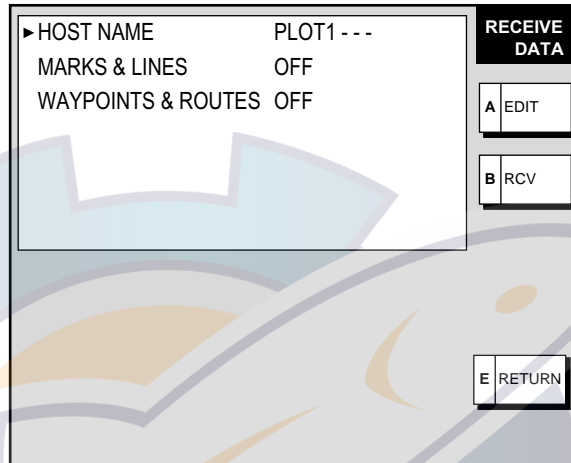 ►HOST NAME PLOT1 - - -
MARKS & LINES OFF
WAYPOINTS & ROUTES OFF
RECEIVE
DATA
A EDIT
B RCV
E RETURN